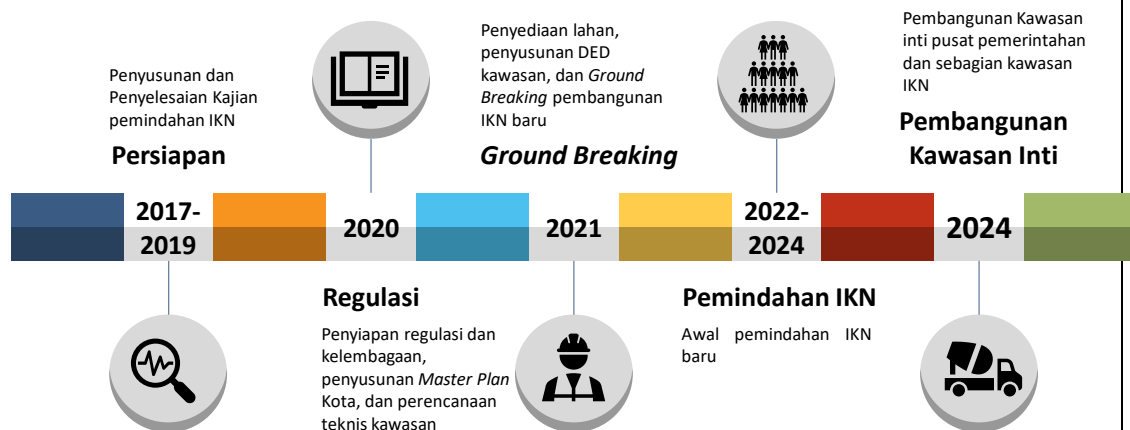 Penyusunan dan
Penyelesaian Kajian
pemindahan IKN
Persiapan
2017-
2019
2020
Regulasi
Penyiapan regulasi dan
kelembagaan,
penyusunan Master Plan
Kota, dan perencanaan
teknis kawasan
Penyediaan lahan,
penyusunan DED
kawasan, dan Ground
Breaking pembangunan
IKN baru
Ground Breaking
2021
2022-
2024
Pemindahan IKN
Awal pemindahan IKN
baru
Pembangunan Kawasan
inti pusat pemerintahan
dan sebagian kawasan
IKN
Pembangunan
Kawasan Inti
2024